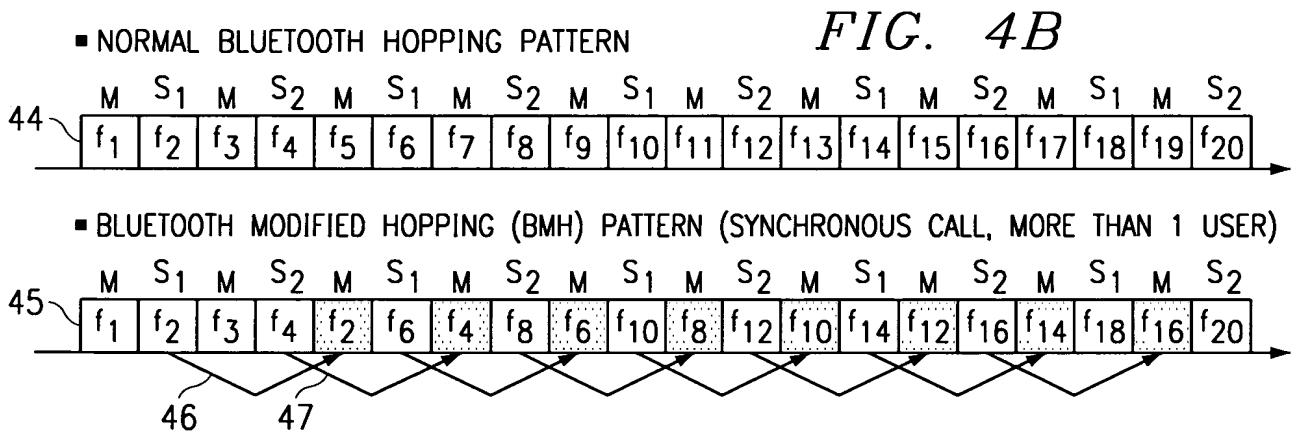 FIG. 4B
▪ NORMAL BLUETOOTH HOPPING PATTERN
M S1 M S2 M S1 M S2 M S1 M S2 M S1 M S2 M S1 M S2
44 f1 f2 f3 f4 f5 f6 f7 f8 f9 f10 f11 f12 f13 f14 f15 f16 f17 f18 f19 f20
▪ BLUETOOTH MODIFIED HOPPING (BMH) PATTERN (SYNCHRONOUS CALL, MORE THAN 1 USER)
M S1 M S2 M S1 M S2 M S1 M S2 M S1 M S2 M S1 M S2
45 f1 f2 f3 f4 f2 f6 f4 f8 f6 f10 f8 f12 f10 f14 f12 f16 f14 f18 f16 f20
46 47